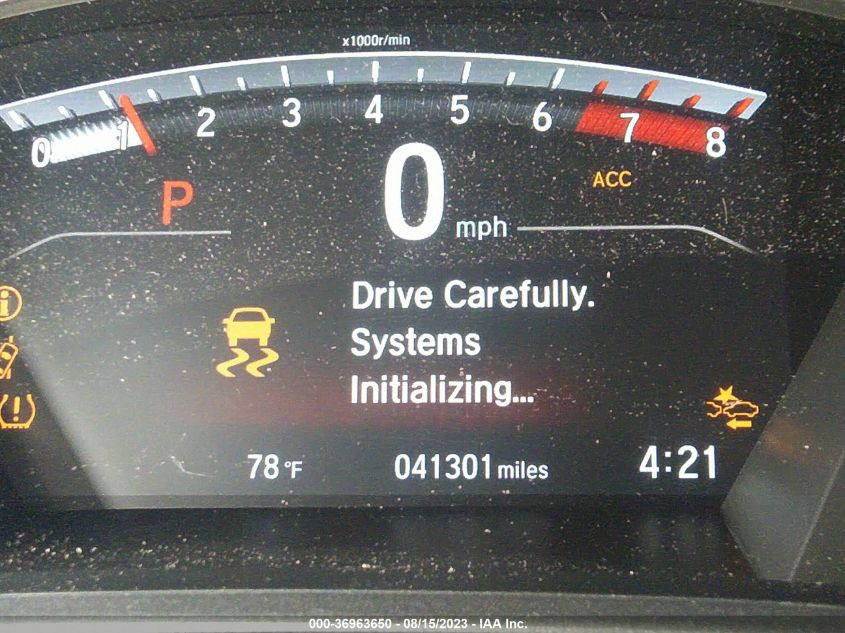 x1000r/min
0 1 2 3 4 5 6 7 8
P 0 mph ACC
Drive Carefully.
Systems
Initializing...
78°F 041301 miles 4:21
000-36963650 - 08/15/2023 - IAA Inc.